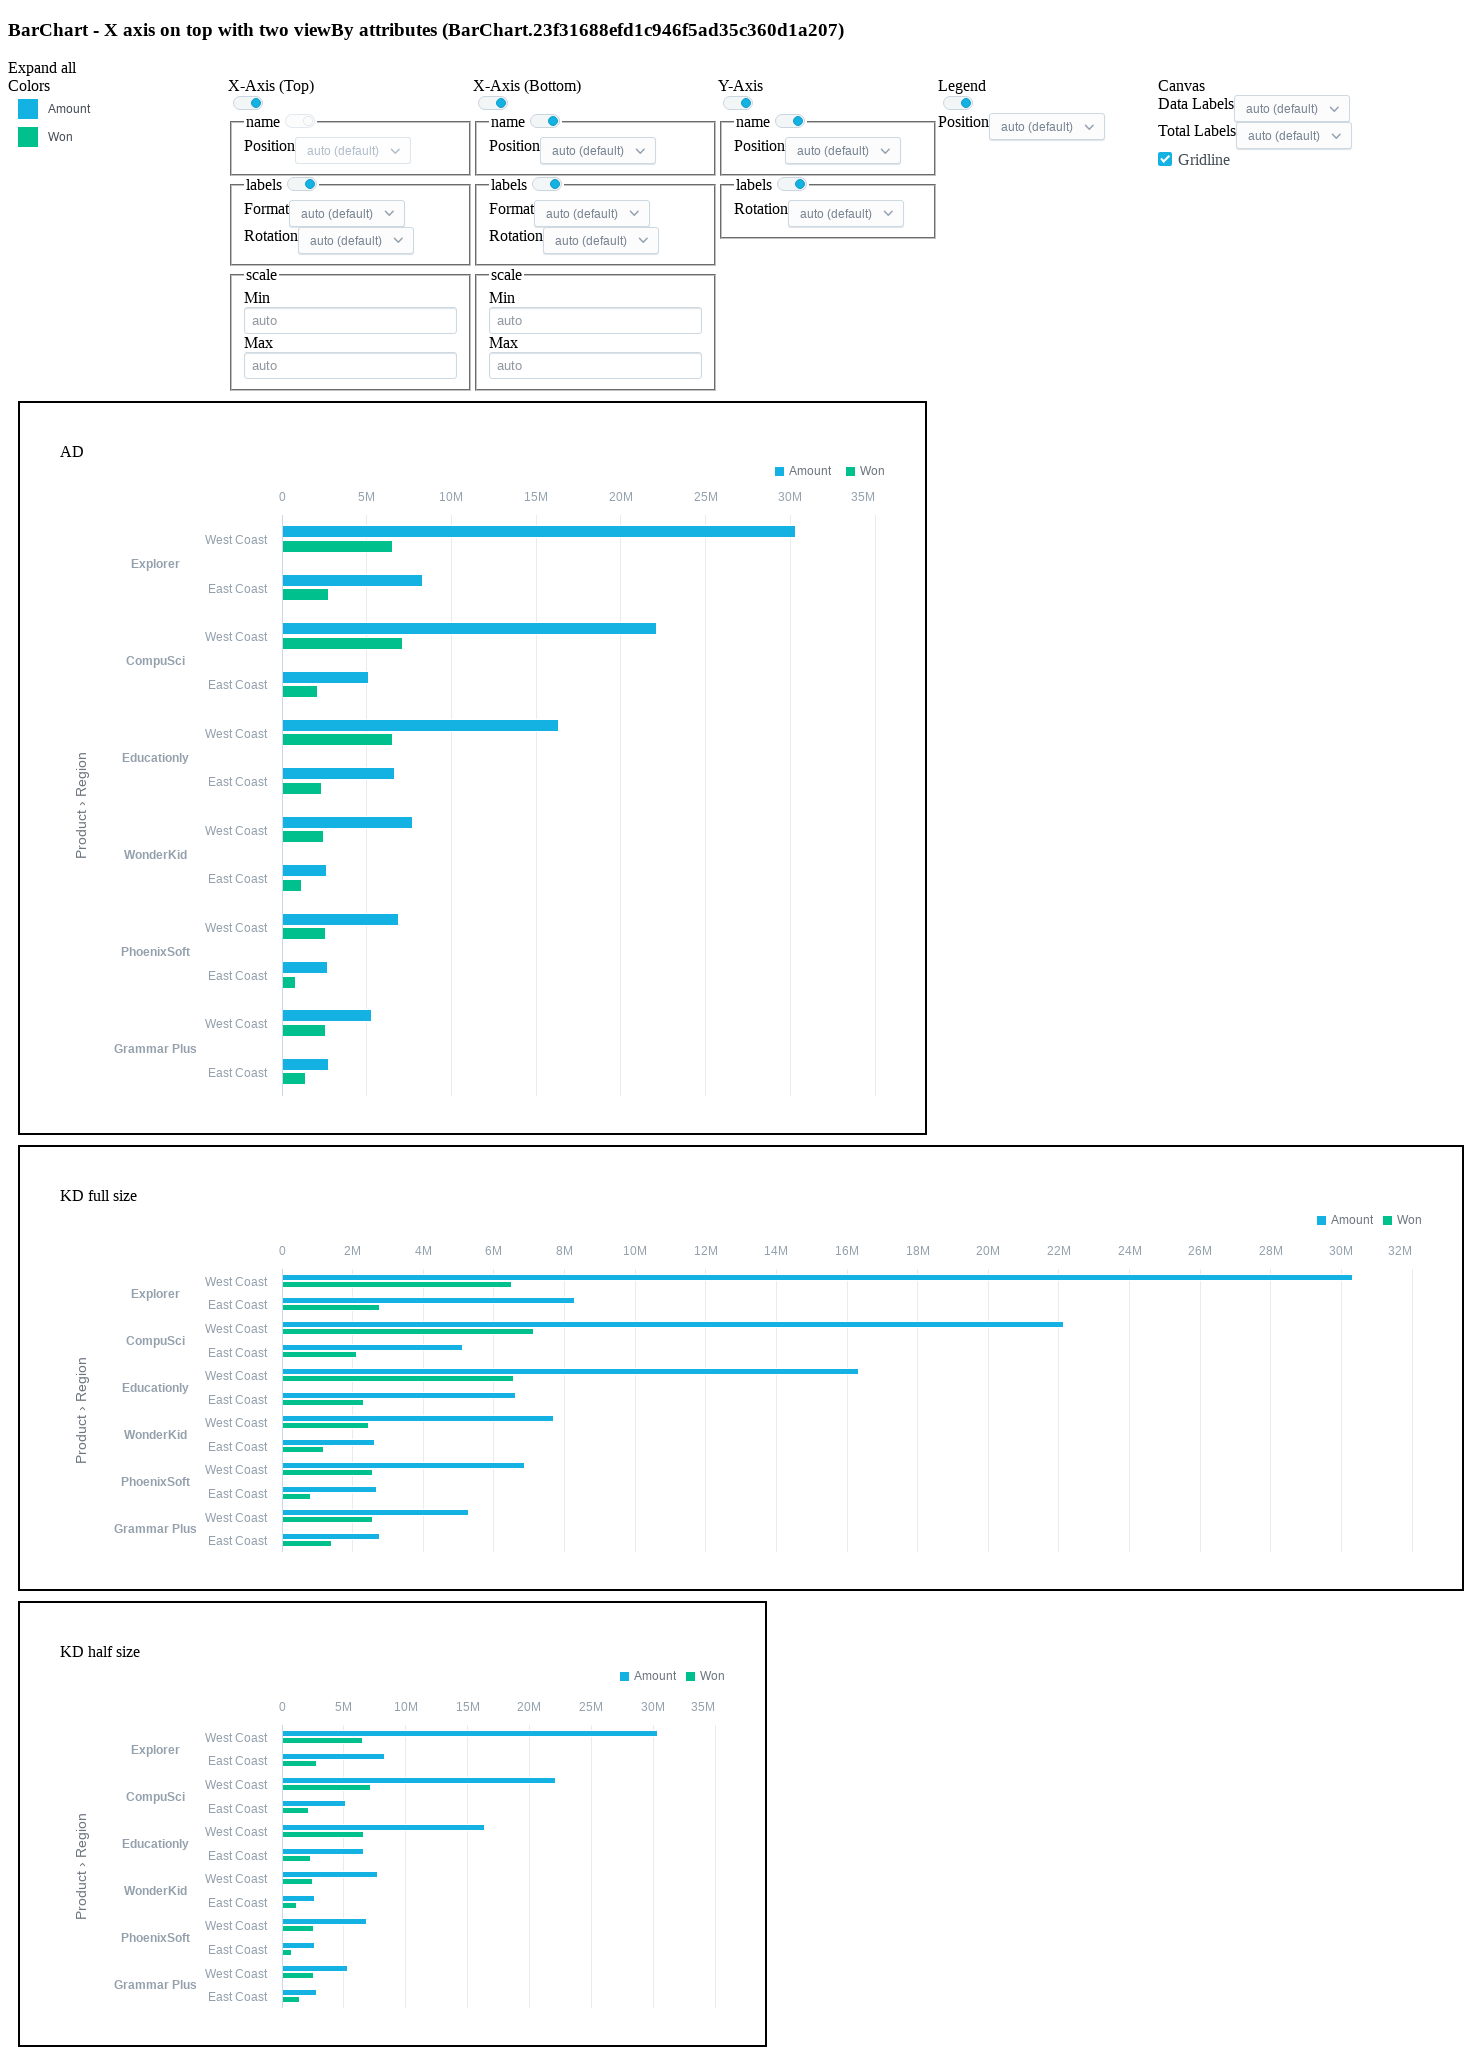 BarChart - X axis on top with two viewBy attributes (BarChart.23f31688efd1c946f5ad35c360d1a207)
Expand all
Colors
Amount
Won
X-Axis (Top)
name
Position auto (default)
labels
Format auto (default)
Rotation auto (default)
scale
Min
auto
Max
auto
X-Axis (Bottom)
name
Position auto (default)
labels
Format auto (default)
Rotation auto (default)
scale
Min
auto
Max
auto
Y-Axis
name
Position auto (default)
labels
Rotation auto (default)
Legend
Position auto (default)
Canvas
Data Labels auto (default)
Total Labels auto (default)
Gridline
AD
Amount Won
0 5M 10M 15M 20M 25M 30M 35M
Product › Region
Explorer
West Coast
East Coast
CompuSci
West Coast
East Coast
Educationly
West Coast
East Coast
WonderKid
West Coast
East Coast
PhoenixSoft
West Coast
East Coast
Grammar Plus
West Coast
East Coast
KD full size
Amount Won
0 2M 4M 6M 8M 10M 12M 14M 16M 18M 20M 22M 24M 26M 28M 30M 32M
Product › Region
Explorer
West Coast
East Coast
CompuSci
West Coast
East Coast
Educationly
West Coast
East Coast
WonderKid
West Coast
East Coast
PhoenixSoft
West Coast
East Coast
Grammar Plus
West Coast
East Coast
KD half size
Amount Won
0 5M 10M 15M 20M 25M 30M 35M
Product › Region
Explorer
West Coast
East Coast
CompuSci
West Coast
East Coast
Educationly
West Coast
East Coast
WonderKid
West Coast
East Coast
PhoenixSoft
West Coast
East Coast
Grammar Plus
West Coast
East Coast